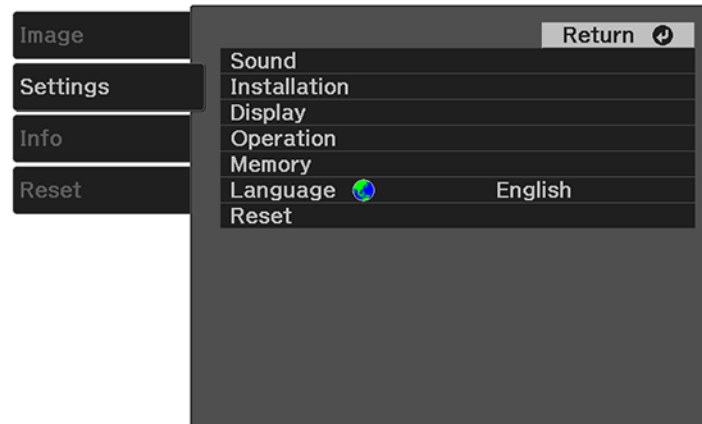 Image
Settings
Info
Reset
Return
Sound
Installation
Display
Operation
Memory
Language English
Reset